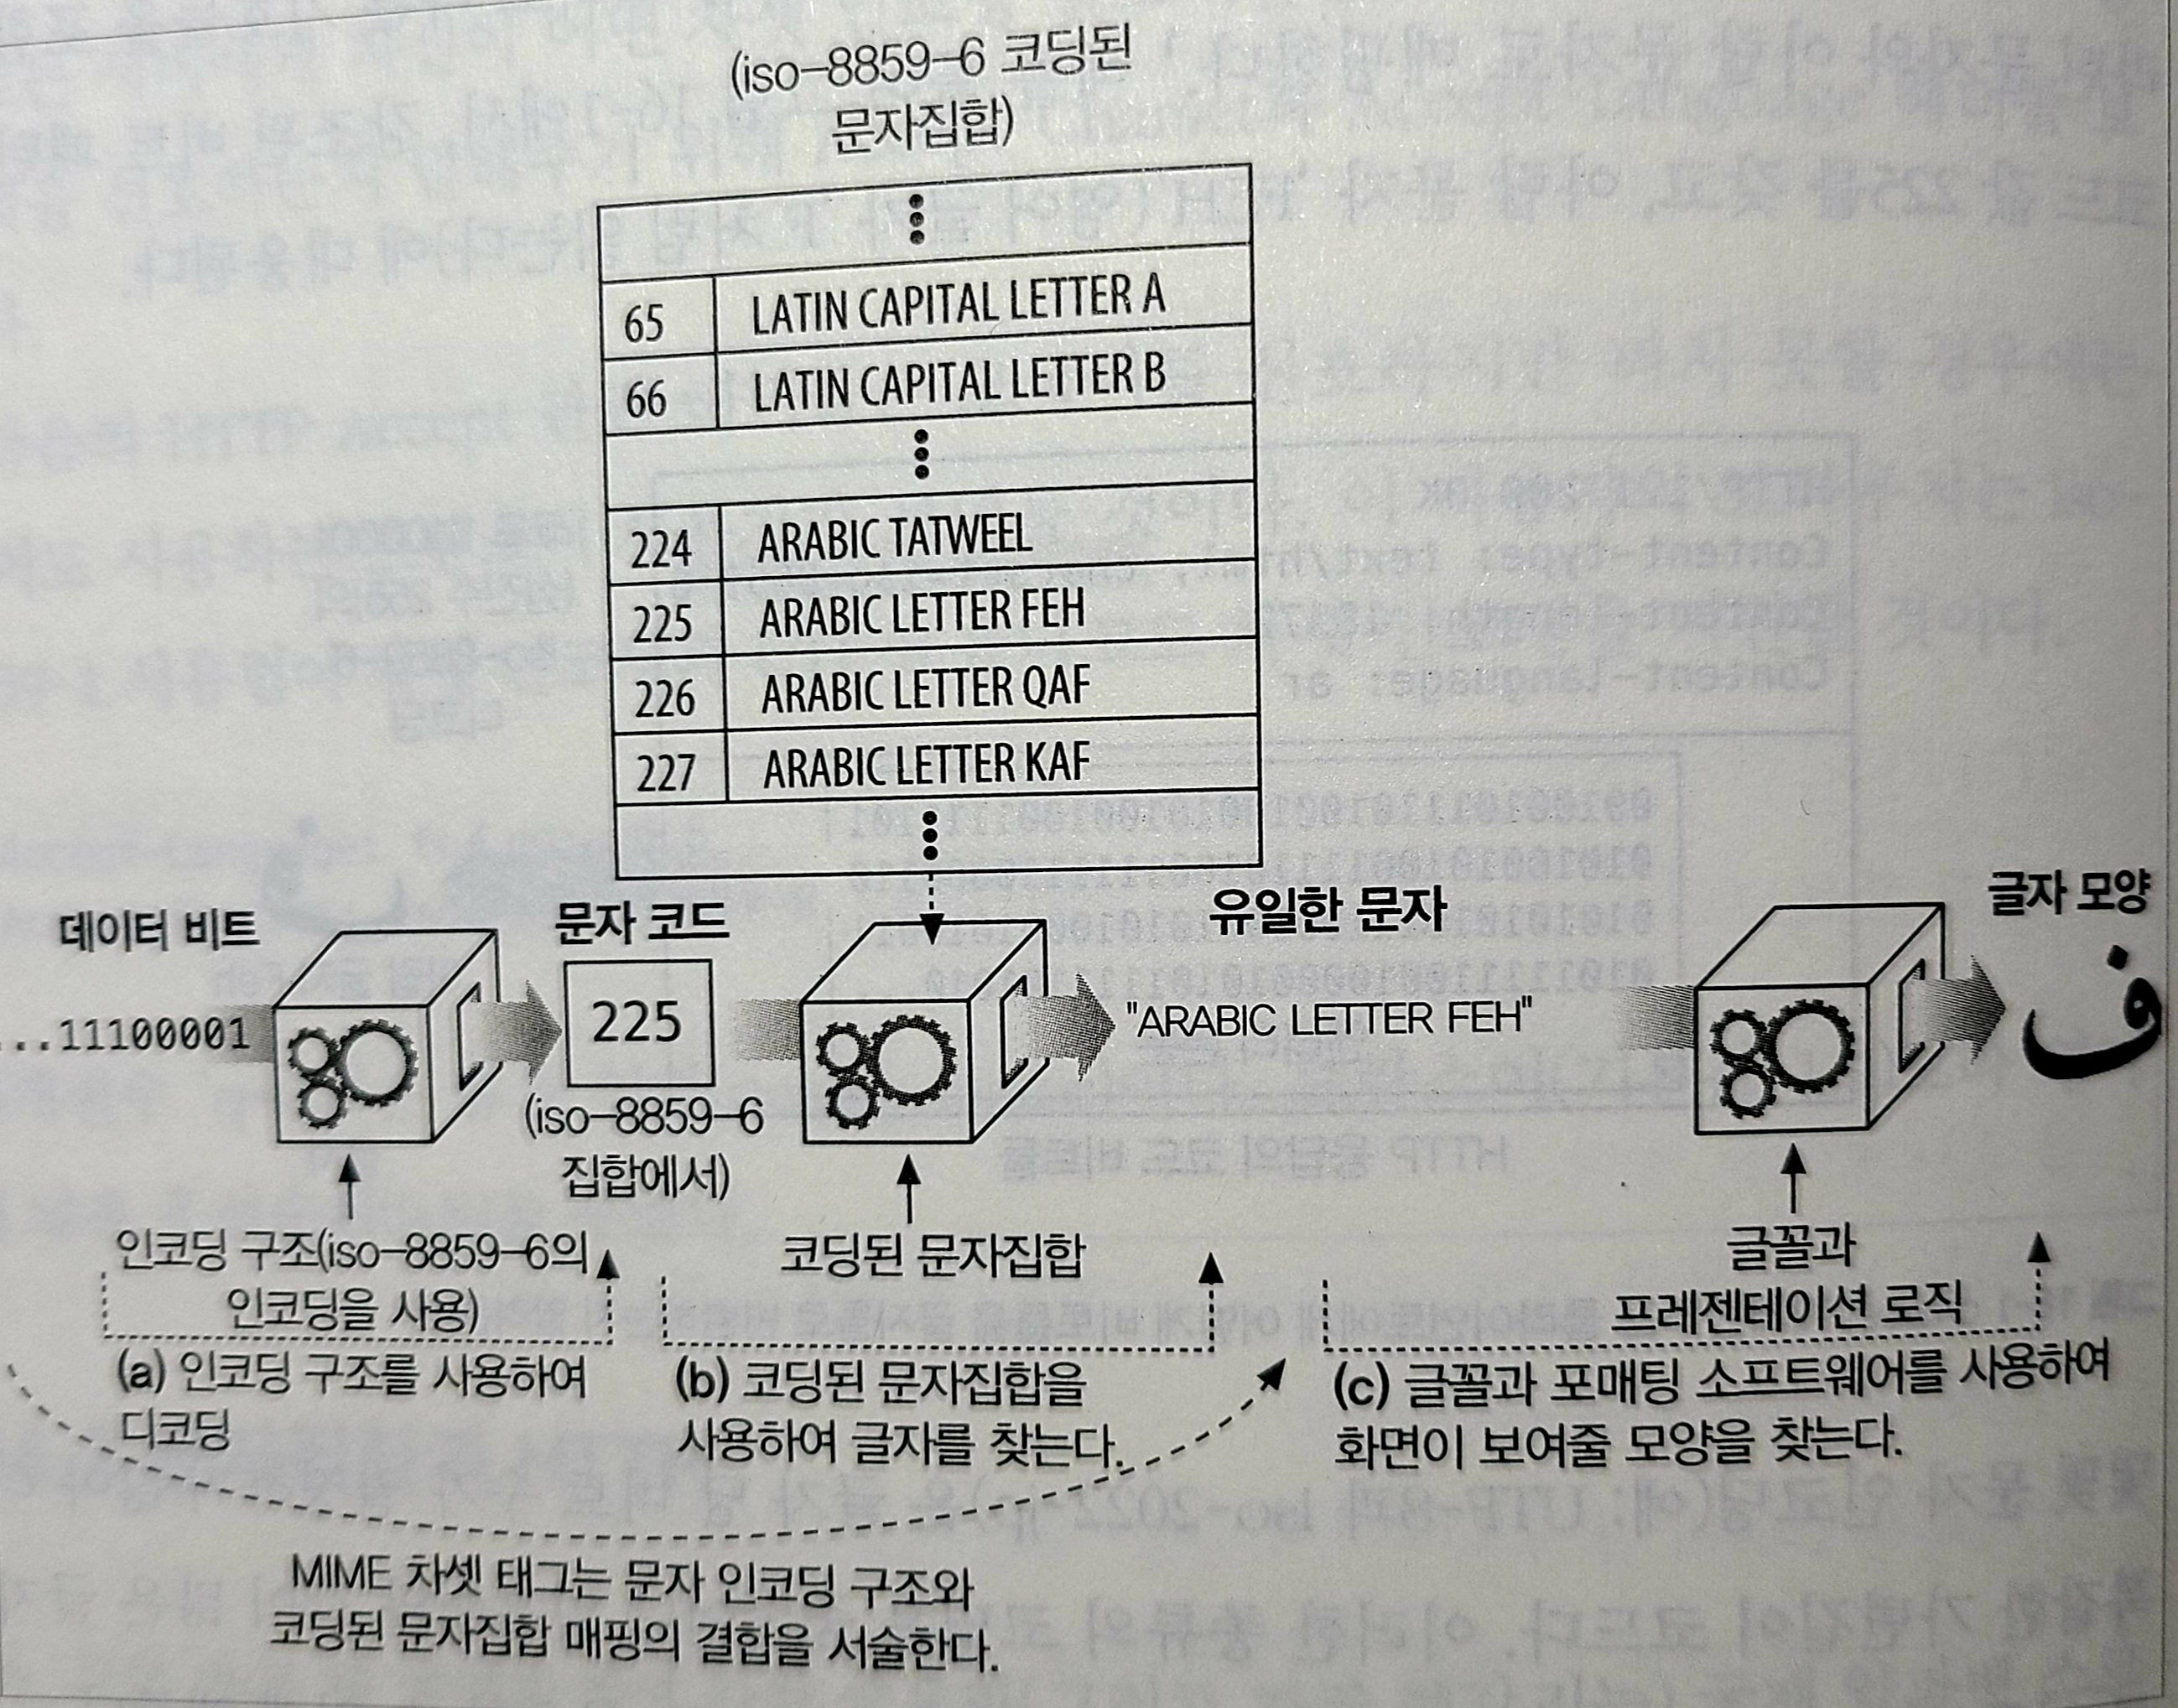 (iso-8859-6 코딩된
문자집합)
65 LATIN CAPITAL LETTER A
66 LATIN CAPITAL LETTER B
224 ARABIC TATWEEL
225 ARABIC LETTER FEH
226 ARABIC LETTER QAF
227 ARABIC LETTER KAF
데이터 비트
...11100001
문자 코드
225
(iso-8859-6
집합에서)
유일한 문자
"ARABIC LETTER FEH"
글자 모양
ف
인코딩 구조(iso-8859-6의
인코딩을 사용)
코딩된 문자집합
글꼴과
프레젠테이션 로직
(a) 인코딩 구조를 사용하여
디코딩
(b) 코딩된 문자집합을
사용하여 글자를 찾는다.
(c) 글꼴과 포매팅 소프트웨어를 사용하여
화면이 보여줄 모양을 찾는다.
MIME 차셋 태그는 문자 인코딩 구조와
코딩된 문자집합 매핑의 결합을 서술한다.